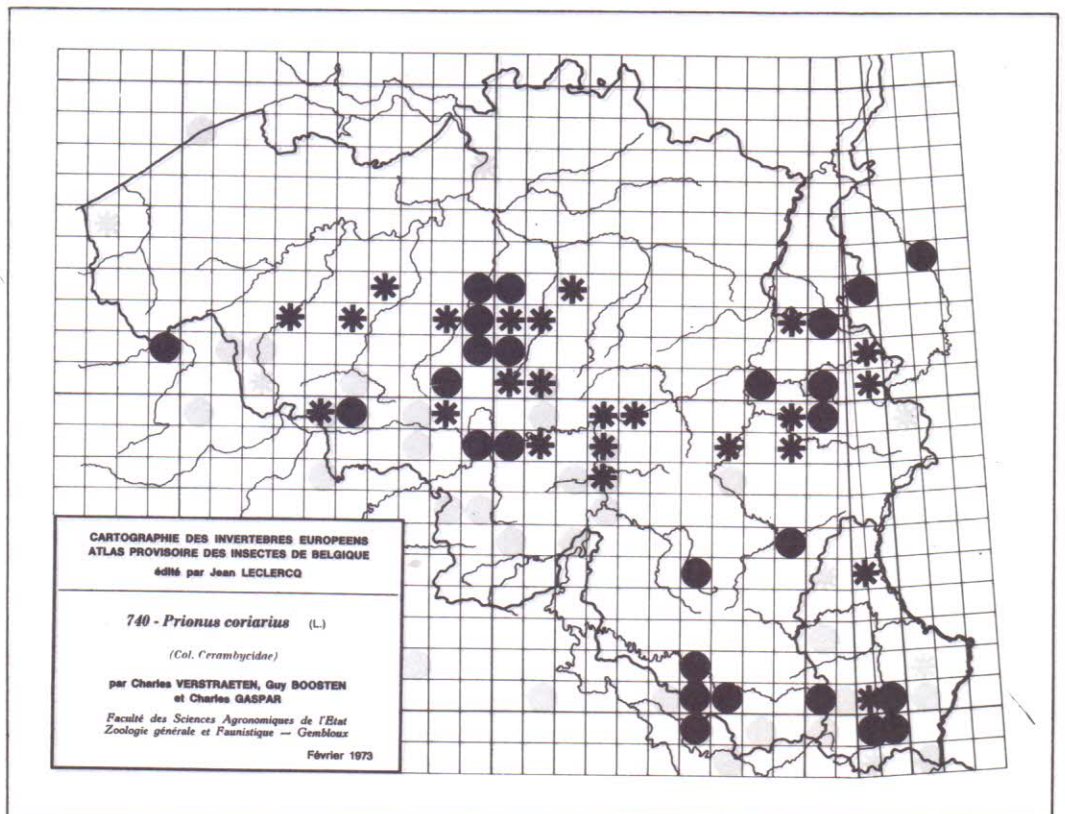 CARTOGRAPHIE DES INVERTEBRES EUROPEENS
ATLAS PROVISOIRE DES INSECTES DE BELGIQUE
édité par Jean LECLERCQ
740 - Prionus coriarius (L.)
(Col. Cerambycidae)
par Charles VERSTRAETEN, Guy BOOSTEN
et Charles GASPAR
Faculté des Sciences Agronomiques de l'Etat
Zoologie générale et Faunistique — Gembloux
Février 1973